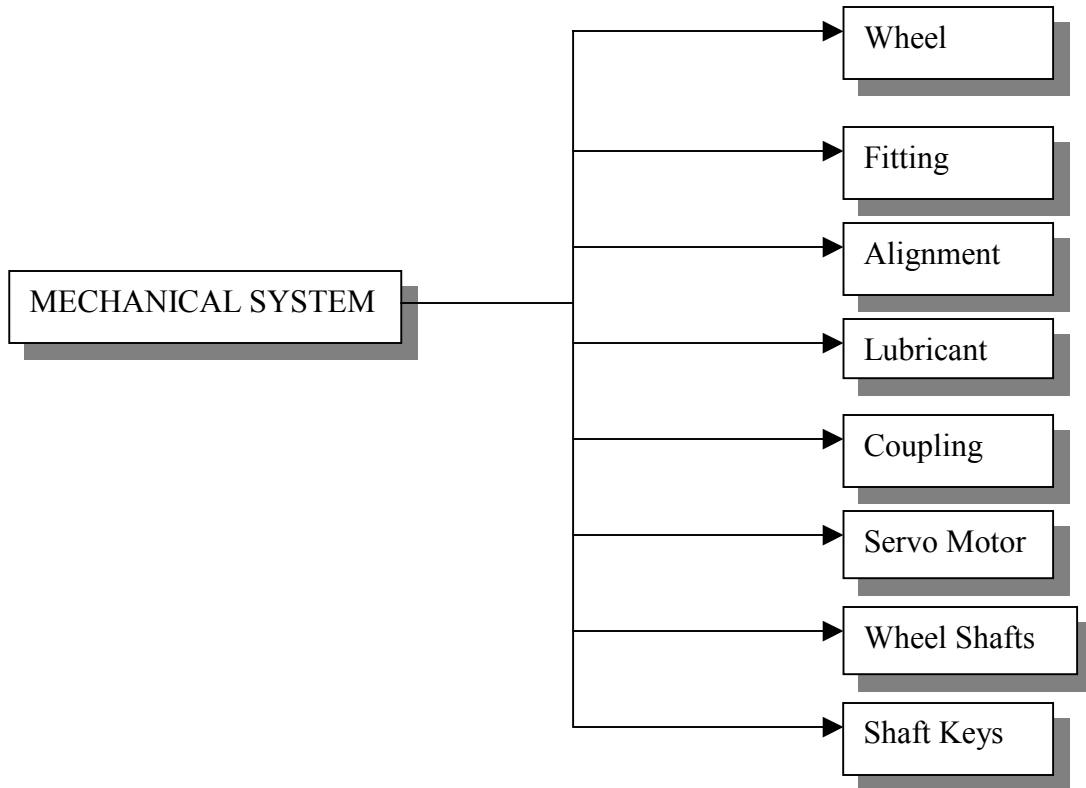 Wheel
Fitting
Alignment
MECHANICAL SYSTEM
Lubricant
Coupling
Servo Motor
Wheel Shafts
Shaft Keys